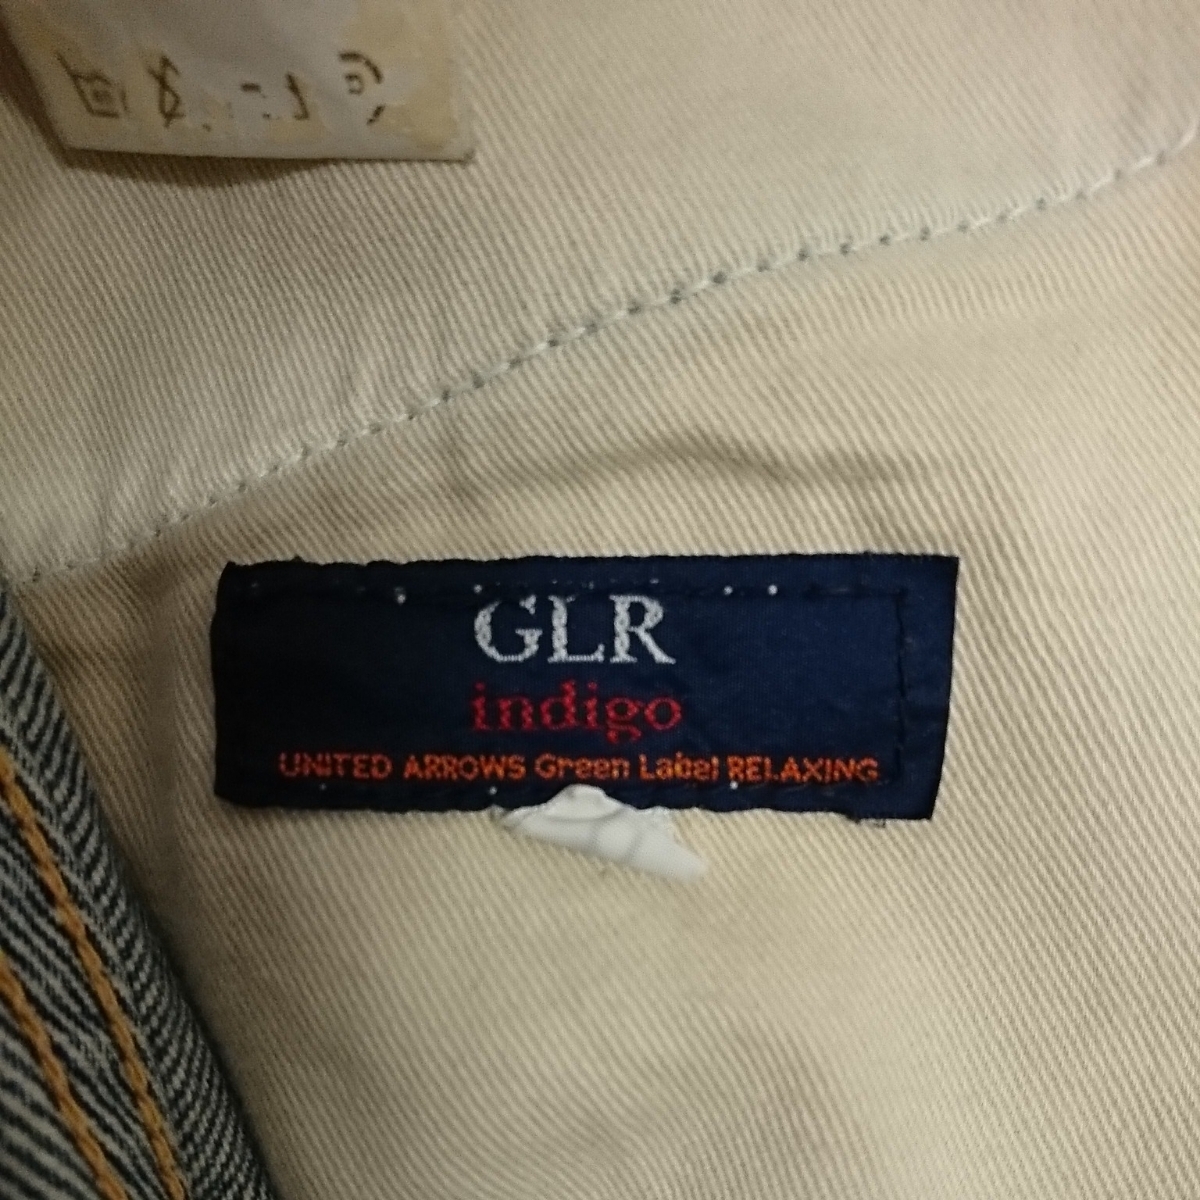 GLR
indigo
UNITED ARROWS Green Label RELAXING